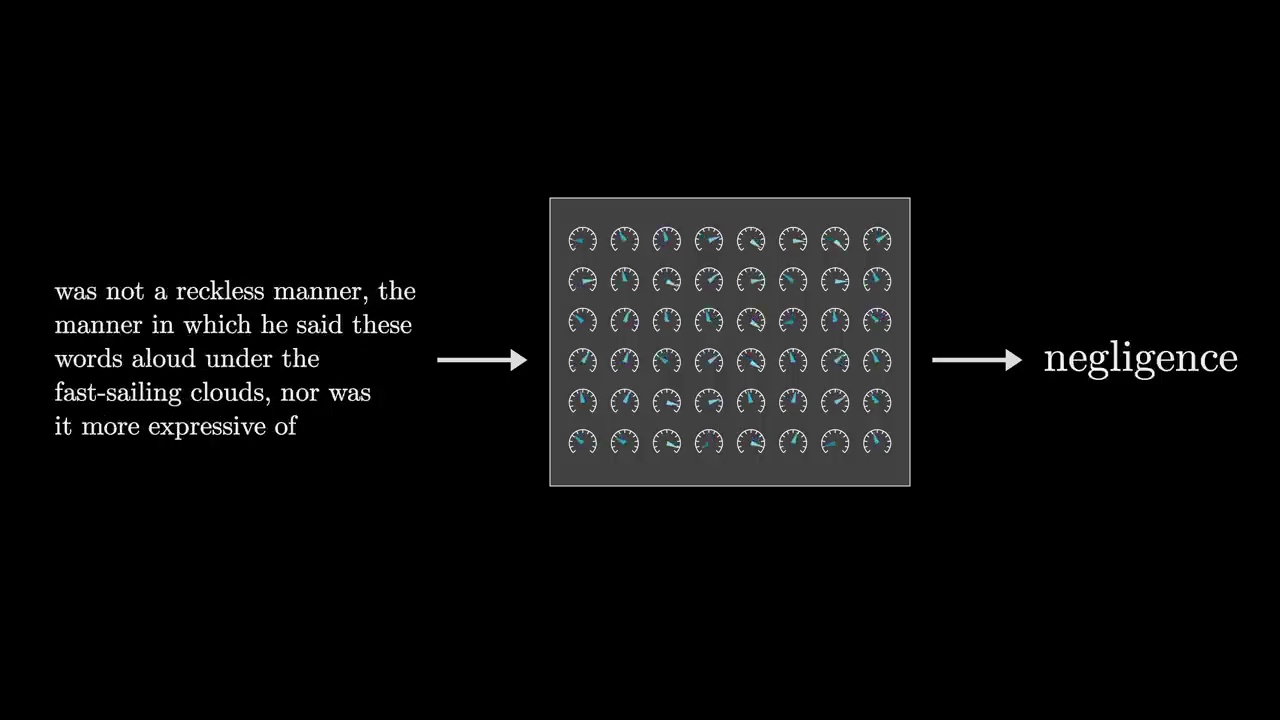 was not a reckless manner, the
manner in which he said these
words aloud under the
fast-sailing clouds, nor was
it more expressive of
negligence